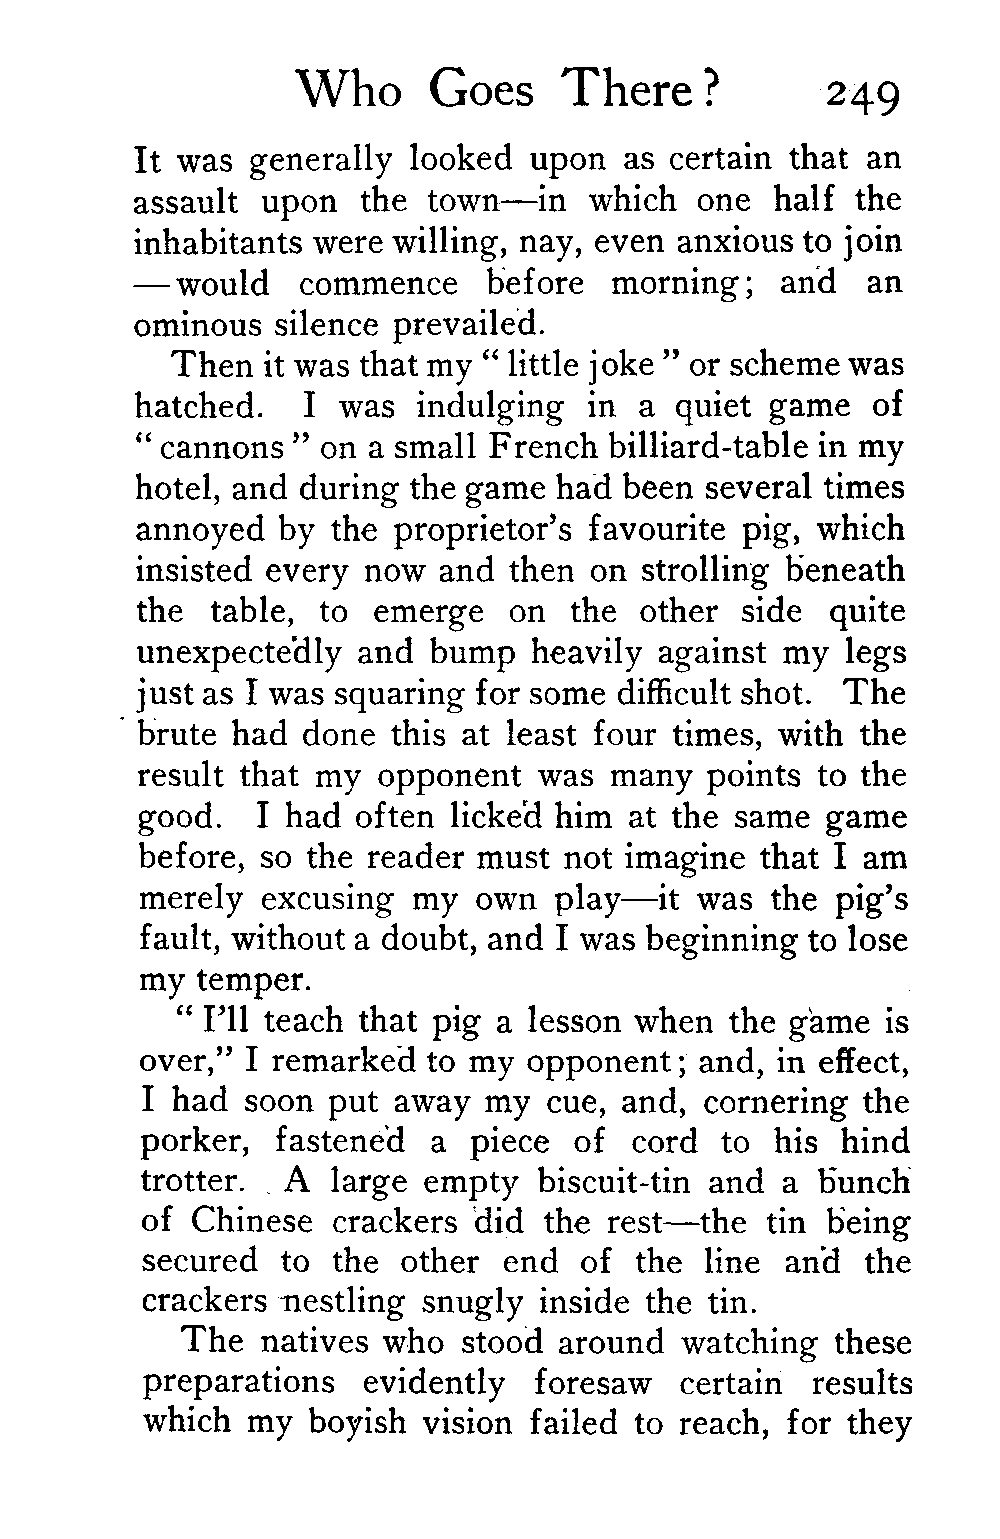 Who Goes There? 249
It was generally looked upon as certain that an
assault upon the town—in which one half the
inhabitants were willing, nay, even anxious to join
—would commence before morning; and an
ominous silence prevailed.
Then it was that my “ little joke ” or scheme was
hatched. I was indulging in a quiet game of
“ cannons ” on a small French billiard-table in my
hotel, and during the game had been several times
annoyed by the proprietor’s favourite pig, which
insisted every now and then on strolling beneath
the table, to emerge on the other side quite
unexpectedly and bump heavily against my legs
just as I was squaring for some difficult shot. The
brute had done this at least four times, with the
result that my opponent was many points to the
good. I had often licked him at the same game
before, so the reader must not imagine that I am
merely excusing my own play—it was the pig’s
fault, without a doubt, and I was beginning to lose
my temper.
“ I’ll teach that pig a lesson when the game is
over,” I remarked to my opponent; and, in effect,
I had soon put away my cue, and, cornering the
porker, fastened a piece of cord to his hind
trotter. A large empty biscuit-tin and a bunch
of Chinese crackers did the rest—the tin being
secured to the other end of the line and the
crackers nestling snugly inside the tin.
The natives who stood around watching these
preparations evidently foresaw certain results
which my boyish vision failed to reach, for they